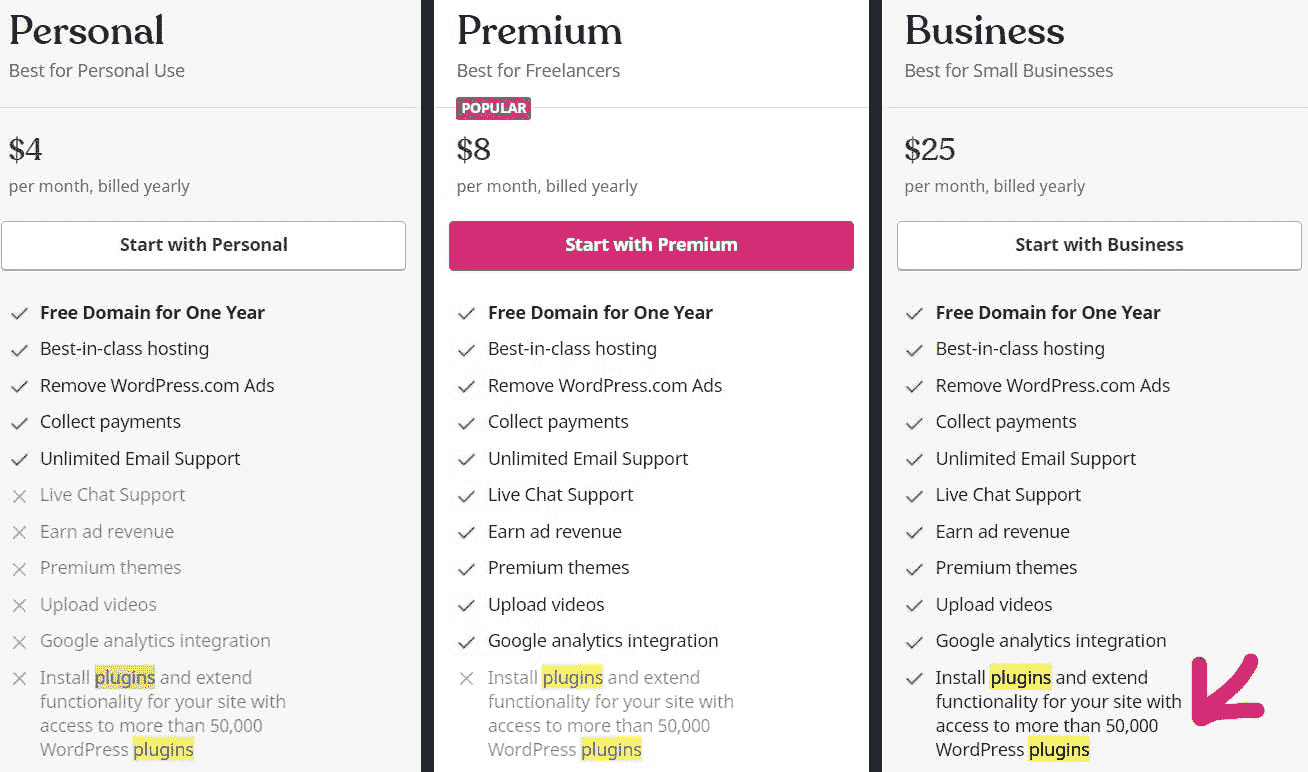 Personal
Best for Personal Use
$4
per month, billed yearly
Start with Personal
Free Domain for One Year
Best-in-class hosting
Remove WordPress.com Ads
Collect payments
Unlimited Email Support
Live Chat Support
Earn ad revenue
Premium themes
Upload videos
Google analytics integration
Install plugins and extend
functionality for your site with
access to more than 50,000
WordPress plugins
Premium
Best for Freelancers
POPULAR
$8
per month, billed yearly
Start with Premium
Free Domain for One Year
Best-in-class hosting
Remove WordPress.com Ads
Collect payments
Unlimited Email Support
Live Chat Support
Earn ad revenue
Premium themes
Upload videos
Google analytics integration
Install plugins and extend
functionality for your site with
access to more than 50,000
WordPress plugins
Business
Best for Small Businesses
$25
per month, billed yearly
Start with Business
Free Domain for One Year
Best-in-class hosting
Remove WordPress.com Ads
Collect payments
Unlimited Email Support
Live Chat Support
Earn ad revenue
Premium themes
Upload videos
Google analytics integration
Install plugins and extend
functionality for your site with
access to more than 50,000
WordPress plugins